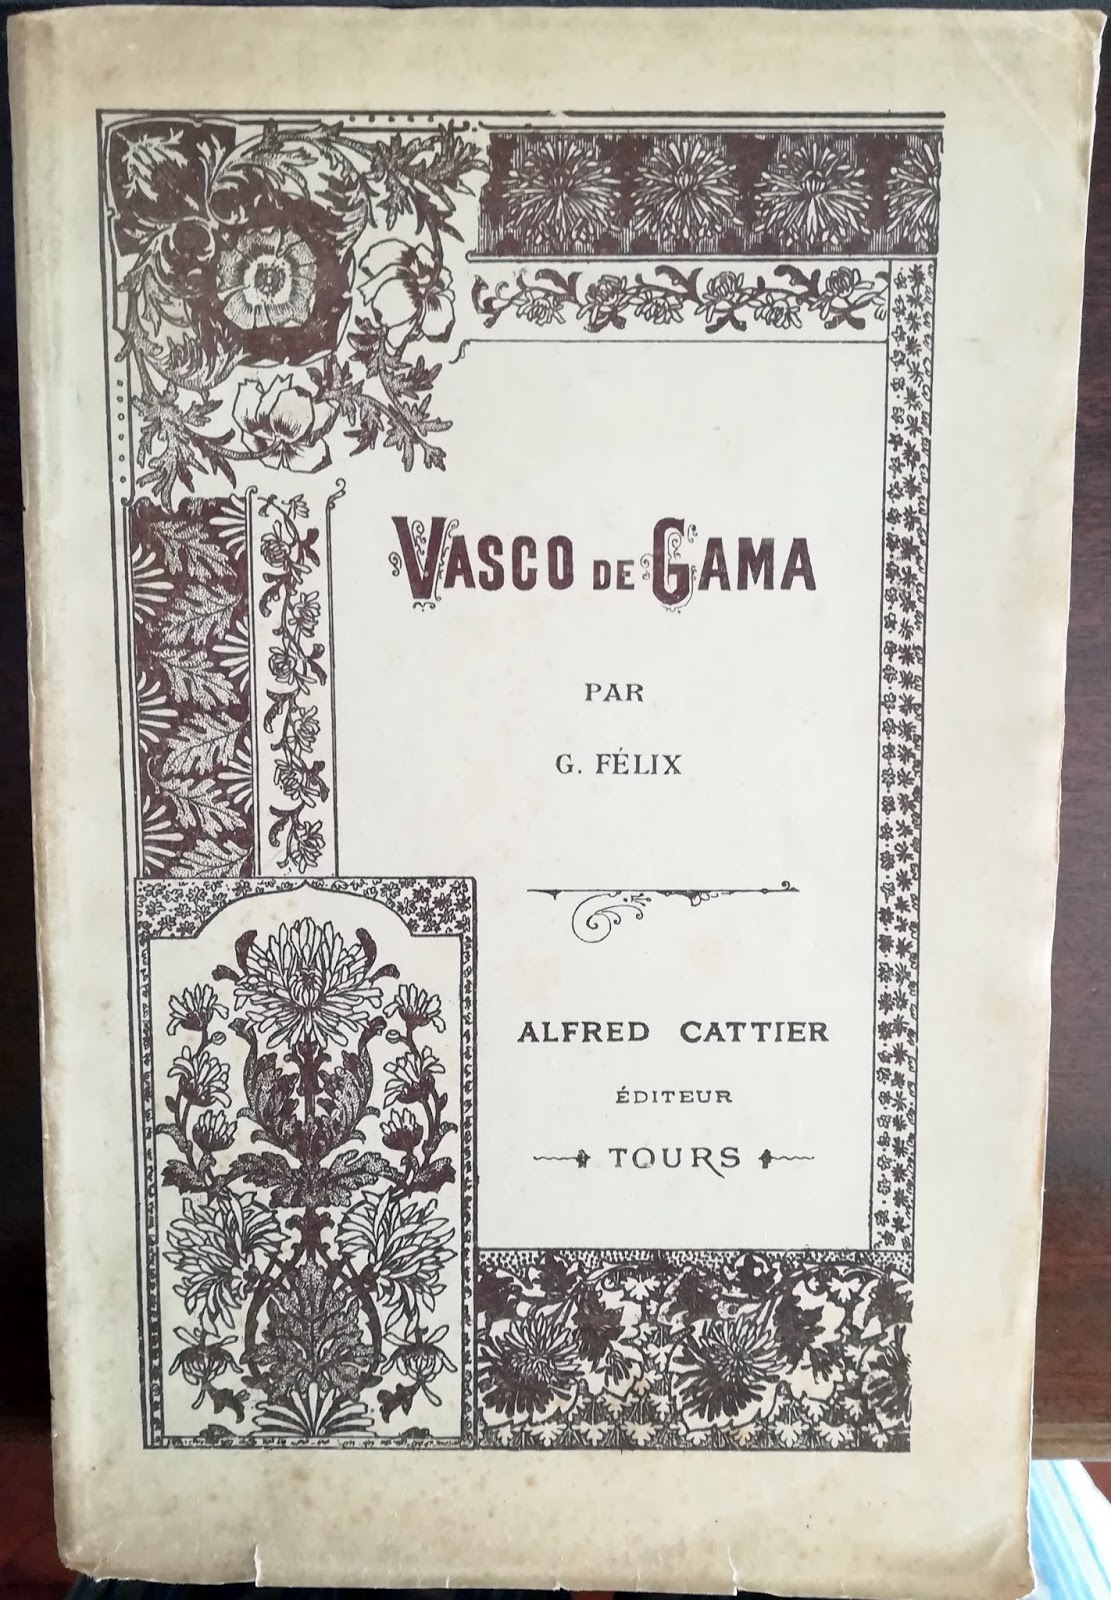 VASCO DE GAMA
PAR
G. FÉLIX
ALFRED CATTIER
ÉDITEUR
TOURS